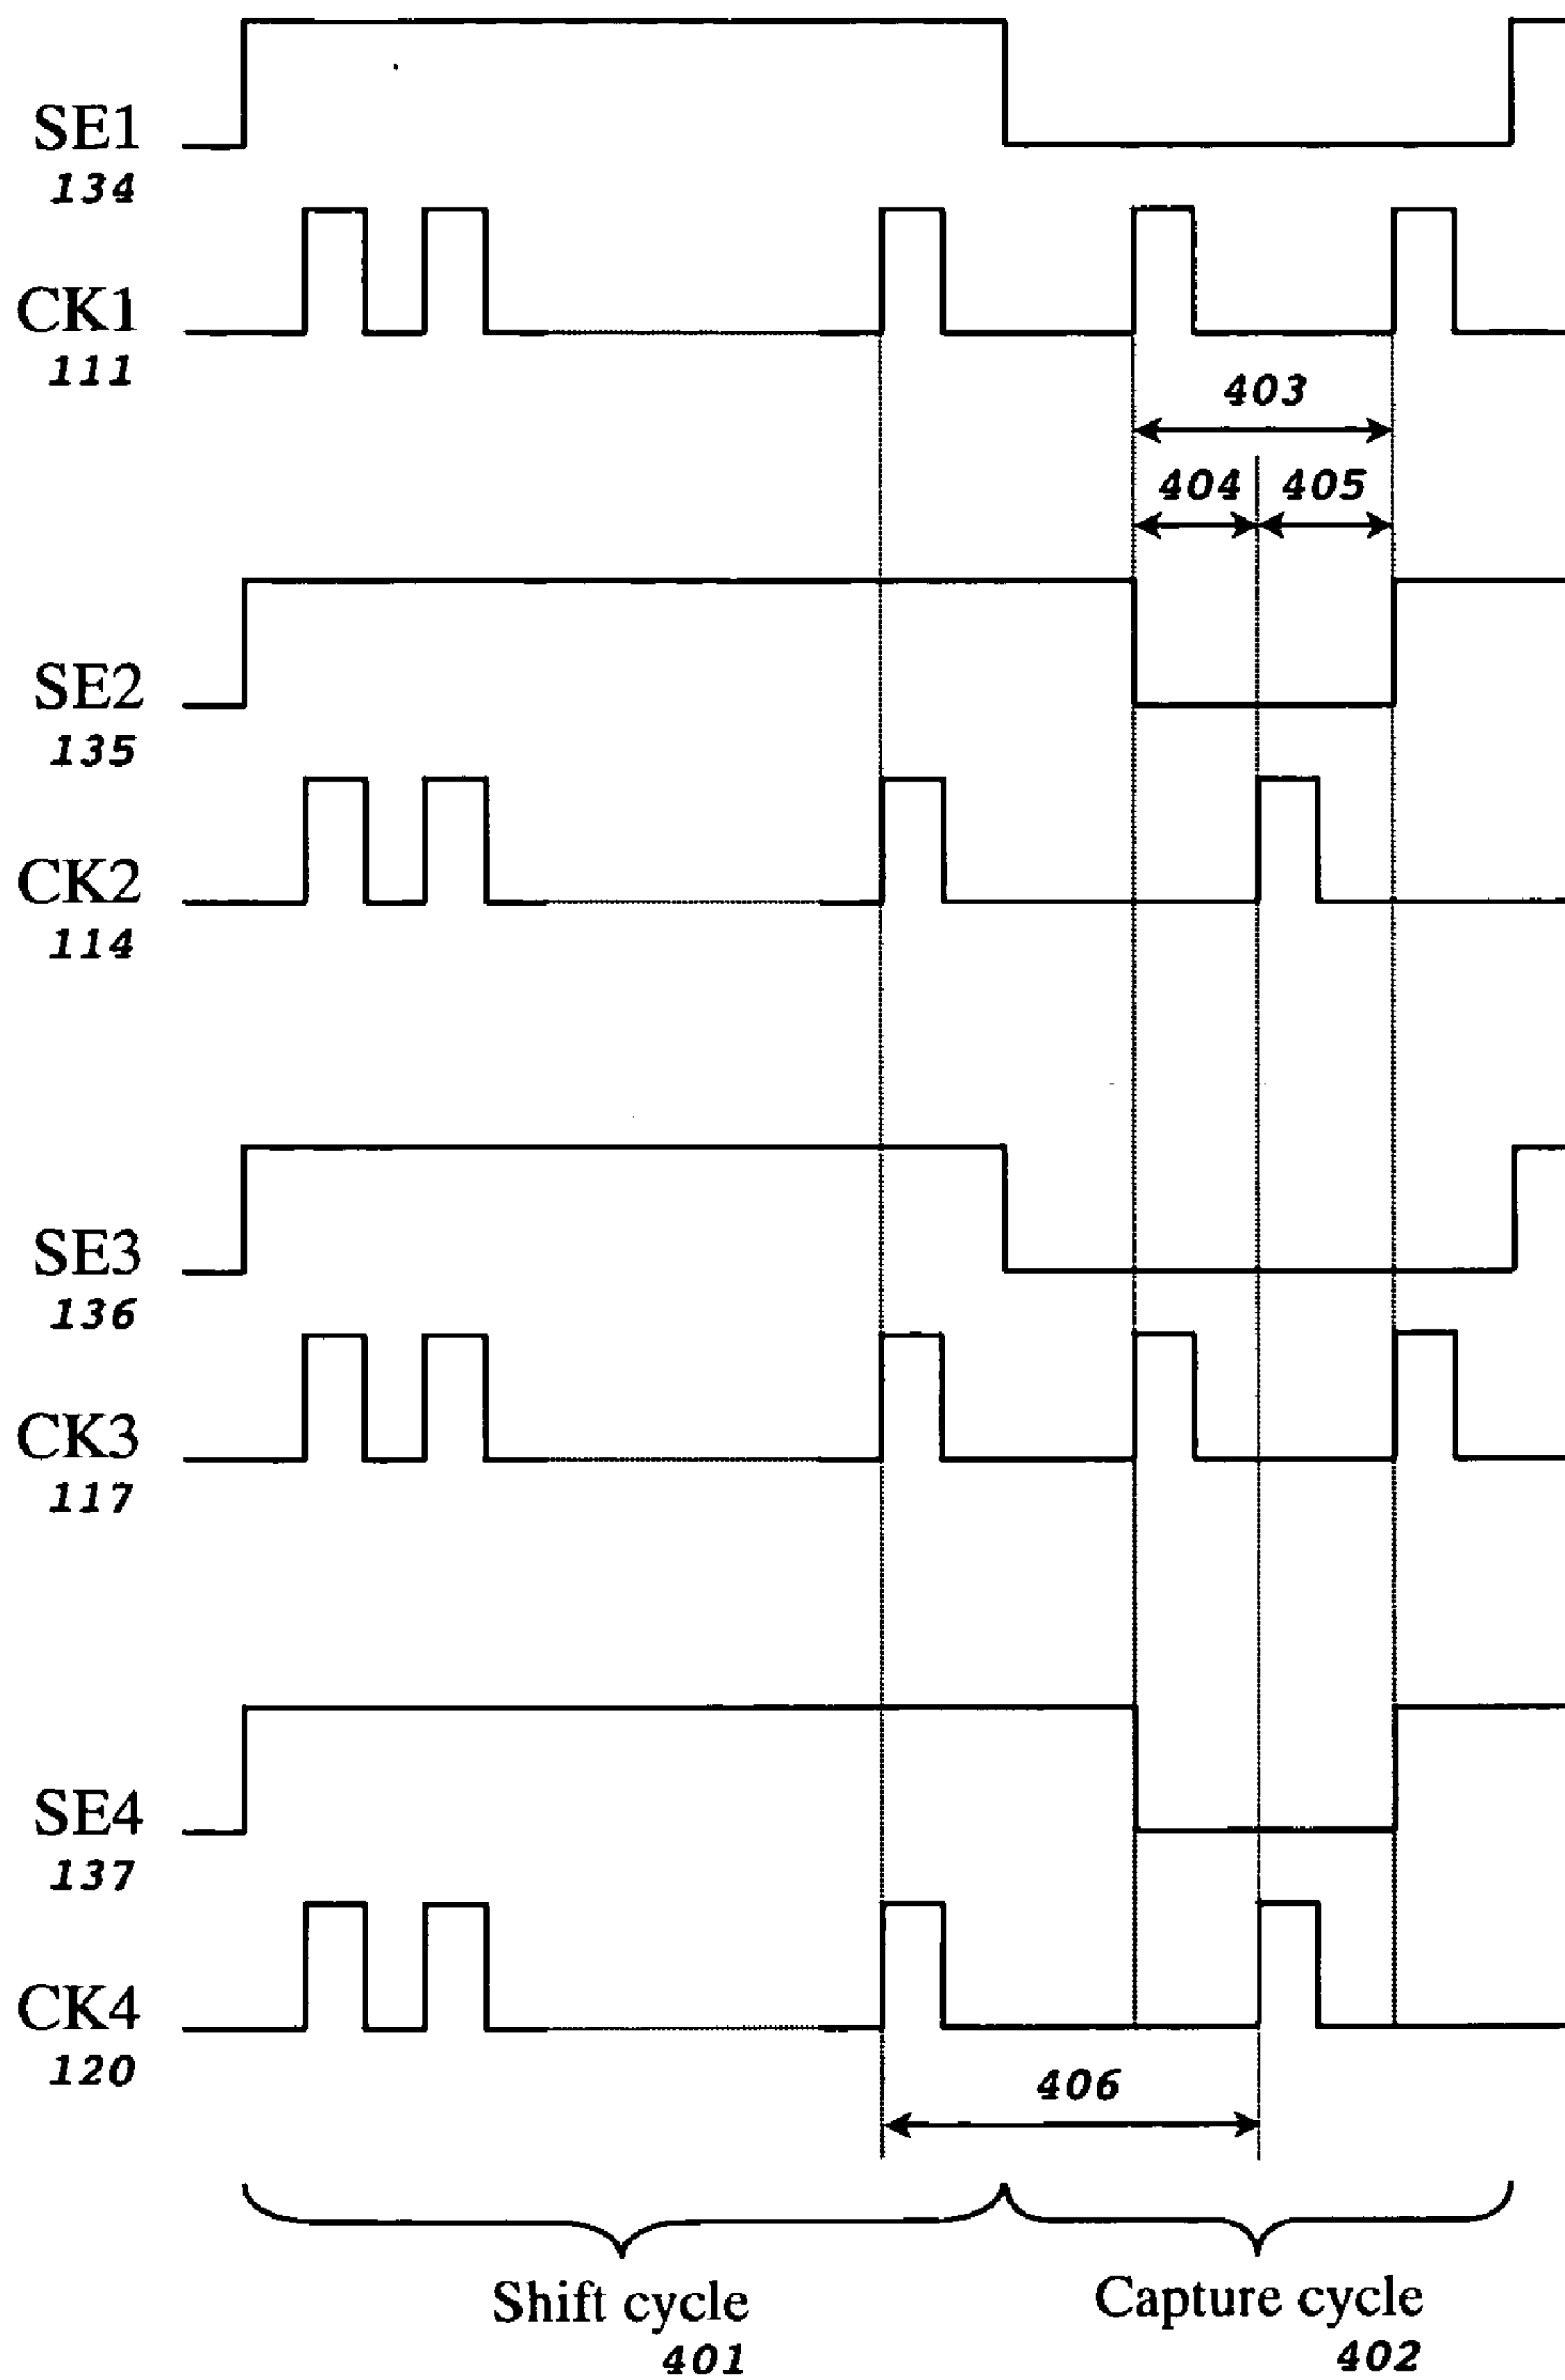 SE1
134
CK1
111
403
404
405
SE2
135
CK2
114
SE3
136
CK3
117
SE4
137
CK4
120
406
Shift cycle
401
Capture cycle
402